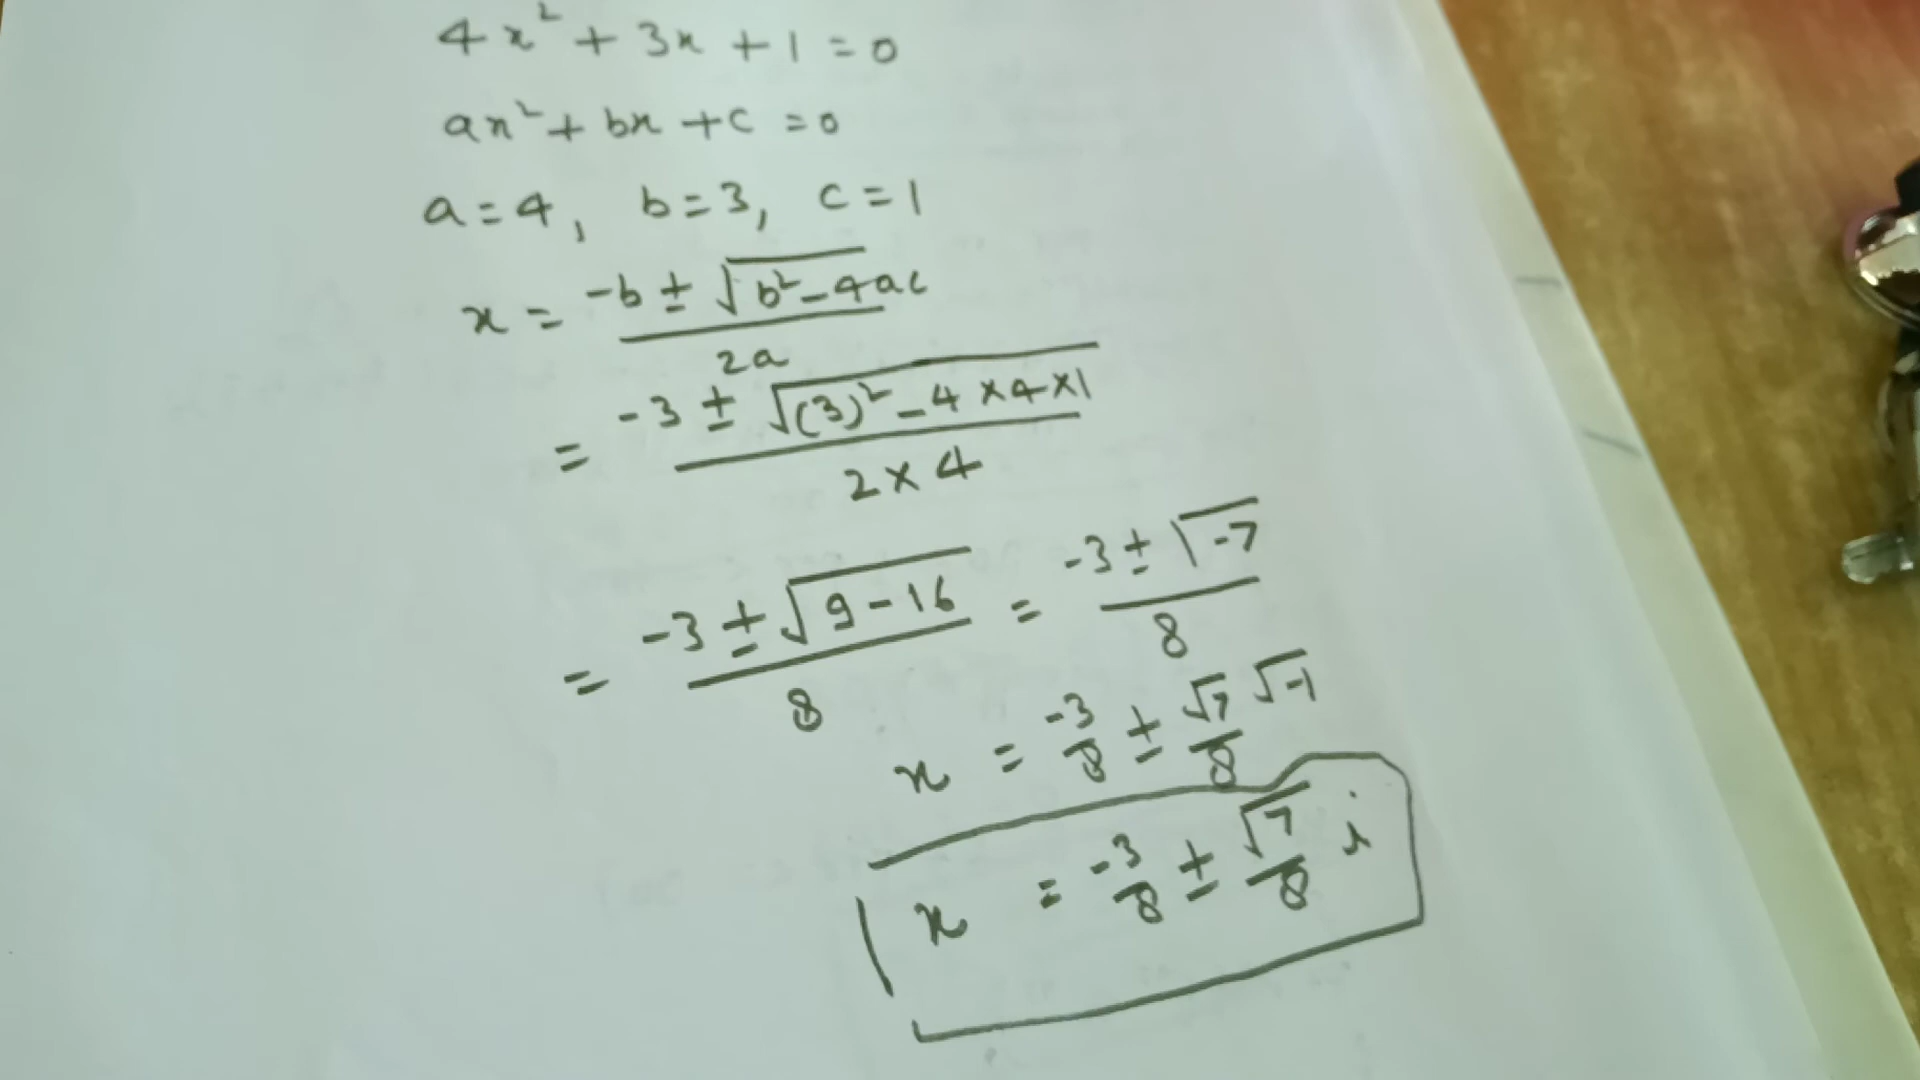 4x² + 3x + 1 = 0
ax² + bx + c = 0
a = 4, b = 3, c = 1
x = (-b ± √(b² - 4ac)) / 2a
= (-3 ± √((3)² - 4 × 4 × 1)) / (2 × 4)
= (-3 ± √(9 - 16)) / 8 = (-3 ± √-7) / 8
x = -3/8 ± √7/8 √-1
x = -3/8 ± √7/8 i